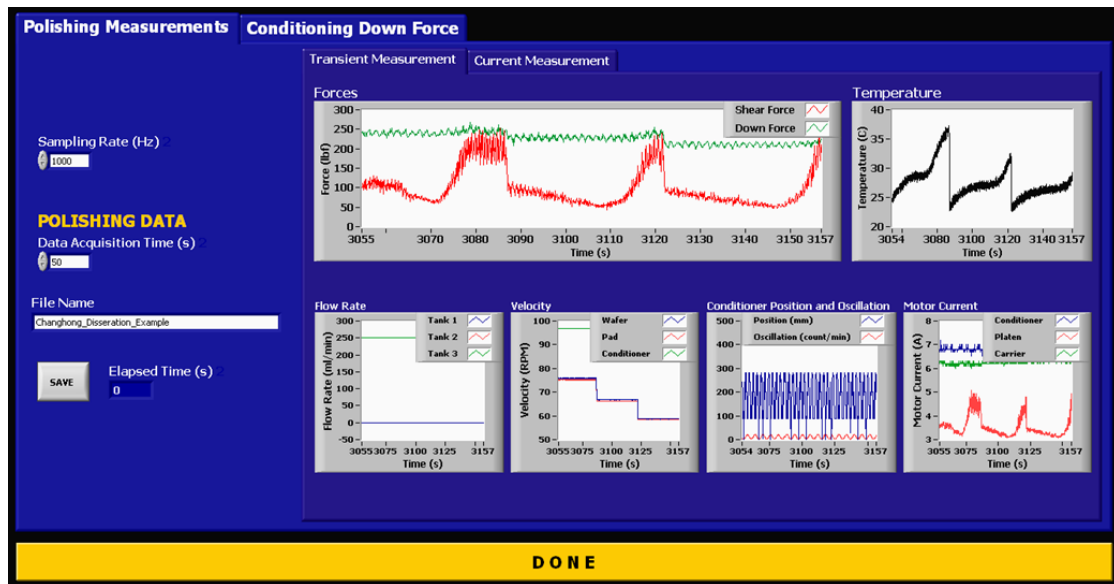 Polishing Measurements
Conditioning Down Force
Transient Measurement
Current Measurement
Sampling Rate (Hz) 2
1000
POLISHING DATA
Data Acquisition Time (s) 2
50
File Name
Changhong_Disseration_Example
SAVE
Elapsed Time (s) 2
0
Forces
Shear Force
Down Force
Force (lbf)
300
250
200
150
100
50
0
3055 3070 3080 3090 3100 3110 3120 3130 3140 3150 3157
Time (s)
Temperature
Temperature (C)
40
35
30
25
20
3054 3080 3100 3120 3140 3157
Time (s)
Flow Rate
Tank 1
Tank 2
Tank 3
Flow Rate (ml/min)
300
250
200
150
100
50
0
-50
3055 3075 3100 3125 3157
Time (s)
Velocity
Wafer
Pad
Conditioner
Velocity (RPM)
100
90
80
70
60
50
3055 3075 3100 3125 3157
Time (s)
Conditioner Position and Oscillation
Position (mm)
Oscillation (count/min)
500
400
300
200
100
0
3054 3075 3100 3125 3157
Time (s)
Motor Current
Conditioner
Platen
Carrier
Motor Current (A)
8
7
6
5
4
3
3055 3075 3100 3125 3157
Time (s)
DONE